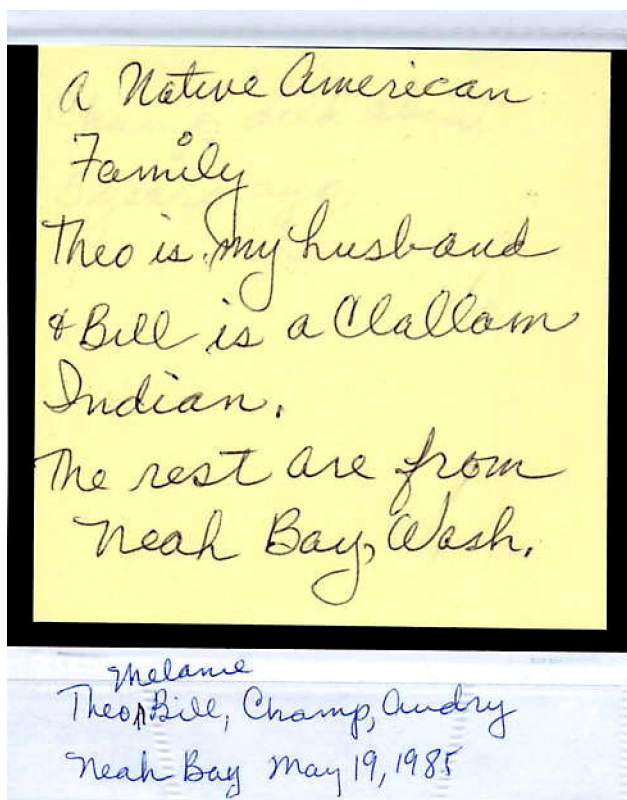 A Native American
Family
Theo is my husband
& Bill is a Clallam
Indian.
The rest are from
Neah Bay, Wash.
Melanie
Theo ^ Bill, Champ, Audry
Neah Bay May 19, 1985